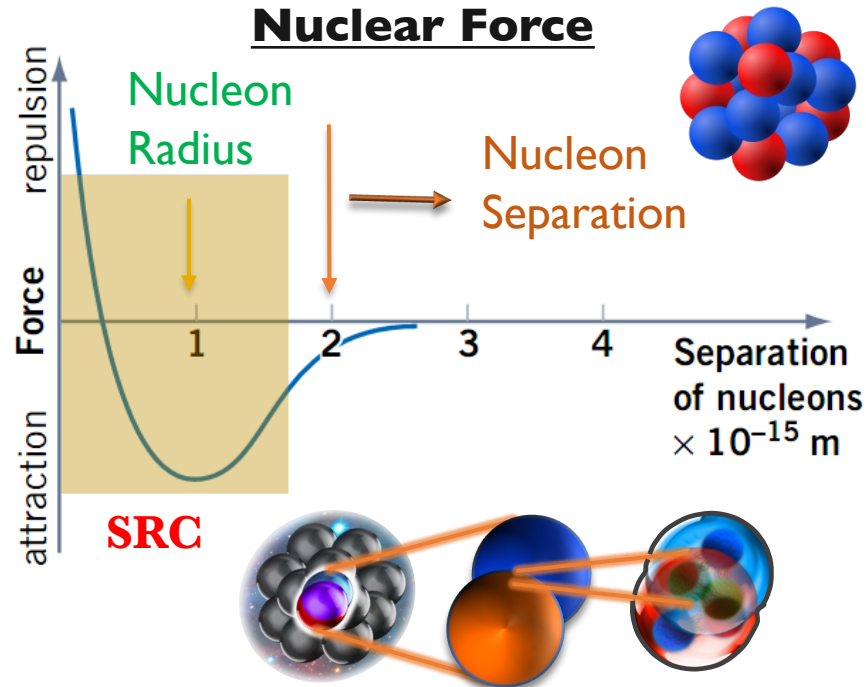 Nuclear Force
repulsion
Nucleon
Radius
Nucleon
Separation
Force
1
2
3
4
Separation
of nucleons
× 10⁻¹⁵ m
attraction
SRC